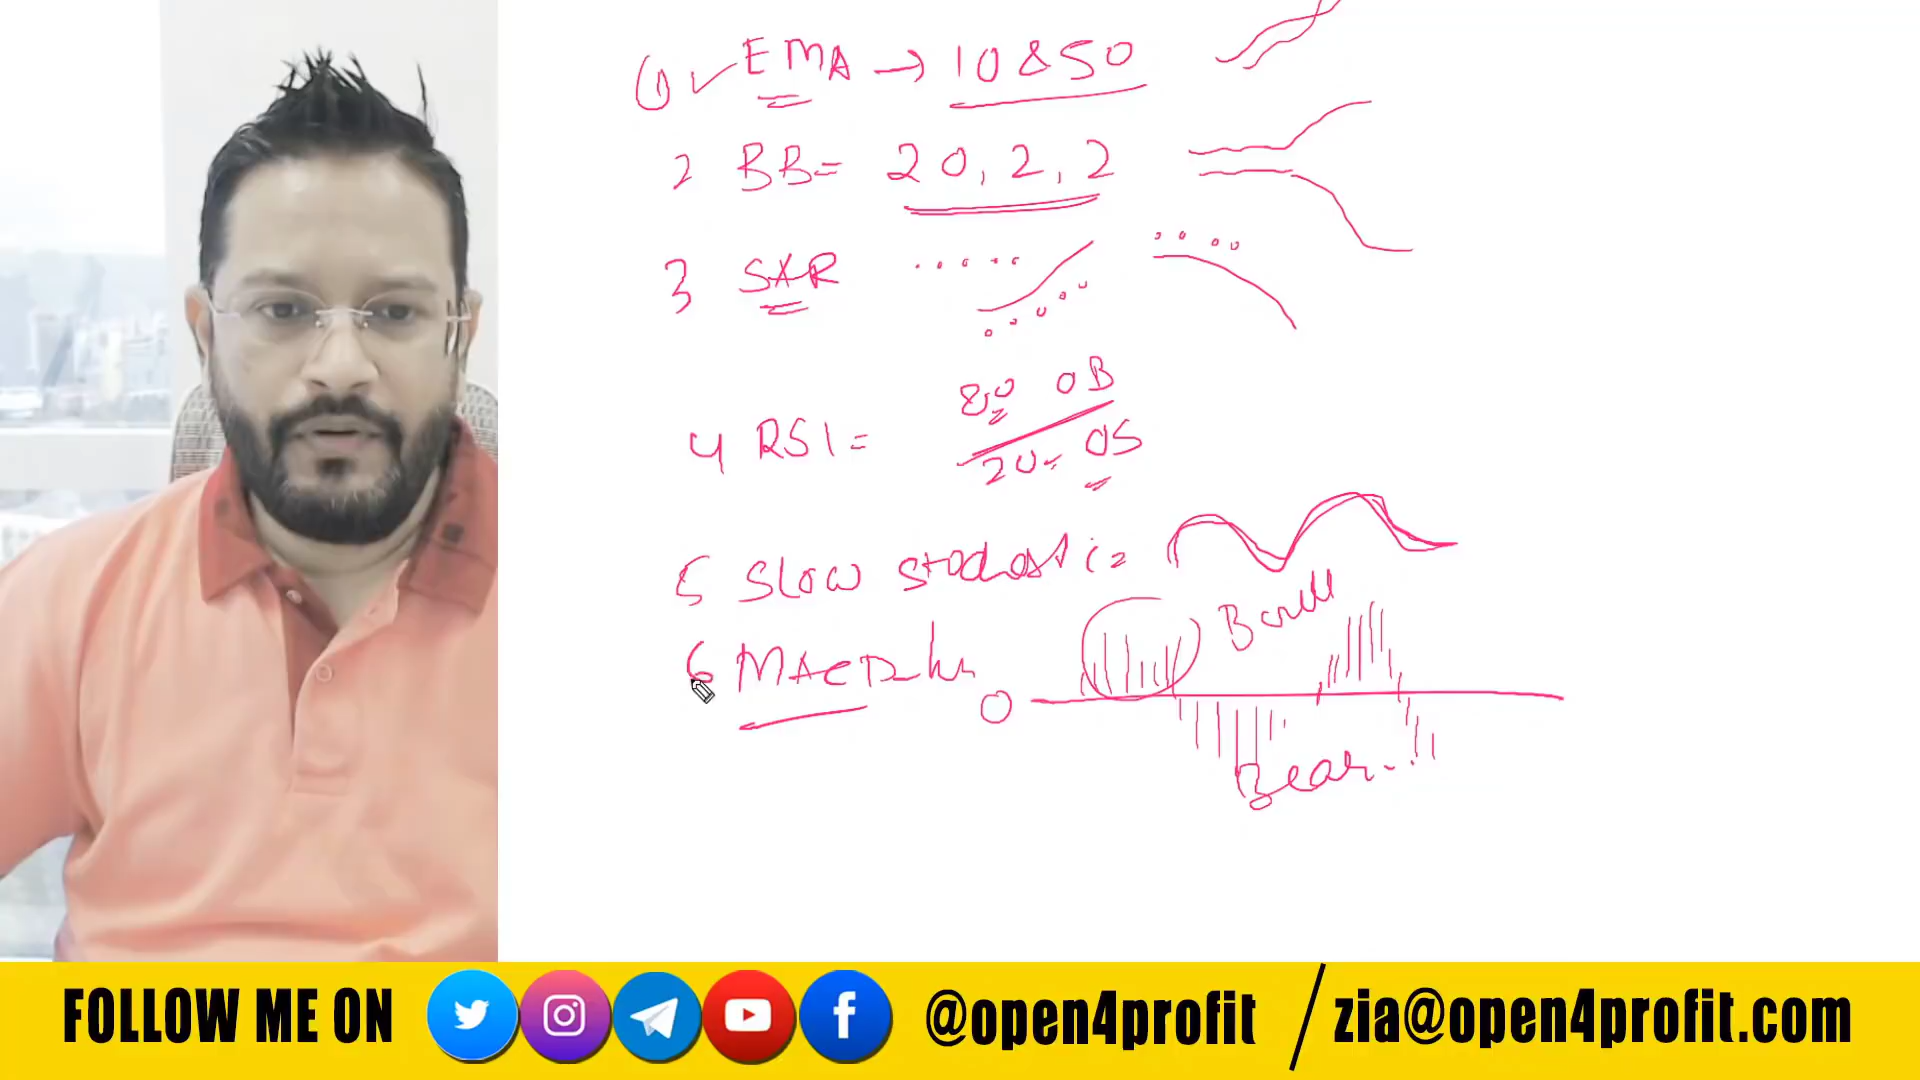 1 ✓ EMA → 10 & 50
2 BB = 20, 2, 2
3 SAR
80 OB
4 RSI =
20 - OS
5 Slow stochastic =
Bull
6 MACD
0
Bear
FOLLOW ME ON @open4profit / zia@open4profit.com